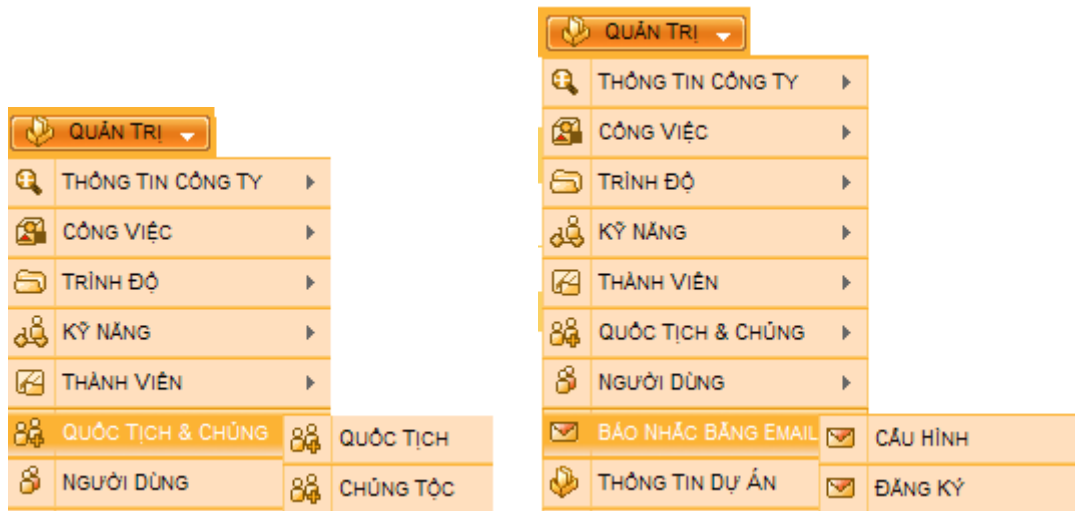 QUẢN TRỊ
THÔNG TIN CÔNG TY
CÔNG VIỆC
TRÌNH ĐỘ
KỸ NĂNG
THÀNH VIÊN
QUỐC TỊCH & CHỦNG
QUỐC TỊCH
NGƯỜI DÙNG
CHỦNG TỘC
QUẢN TRỊ
THÔNG TIN CÔNG TY
CÔNG VIỆC
TRÌNH ĐỘ
KỸ NĂNG
THÀNH VIÊN
QUỐC TỊCH & CHỦNG
NGƯỜI DÙNG
BÁO NHẮC BẰNG EMAIL
CẤU HÌNH
THÔNG TIN DỰ ÁN
ĐĂNG KÝ